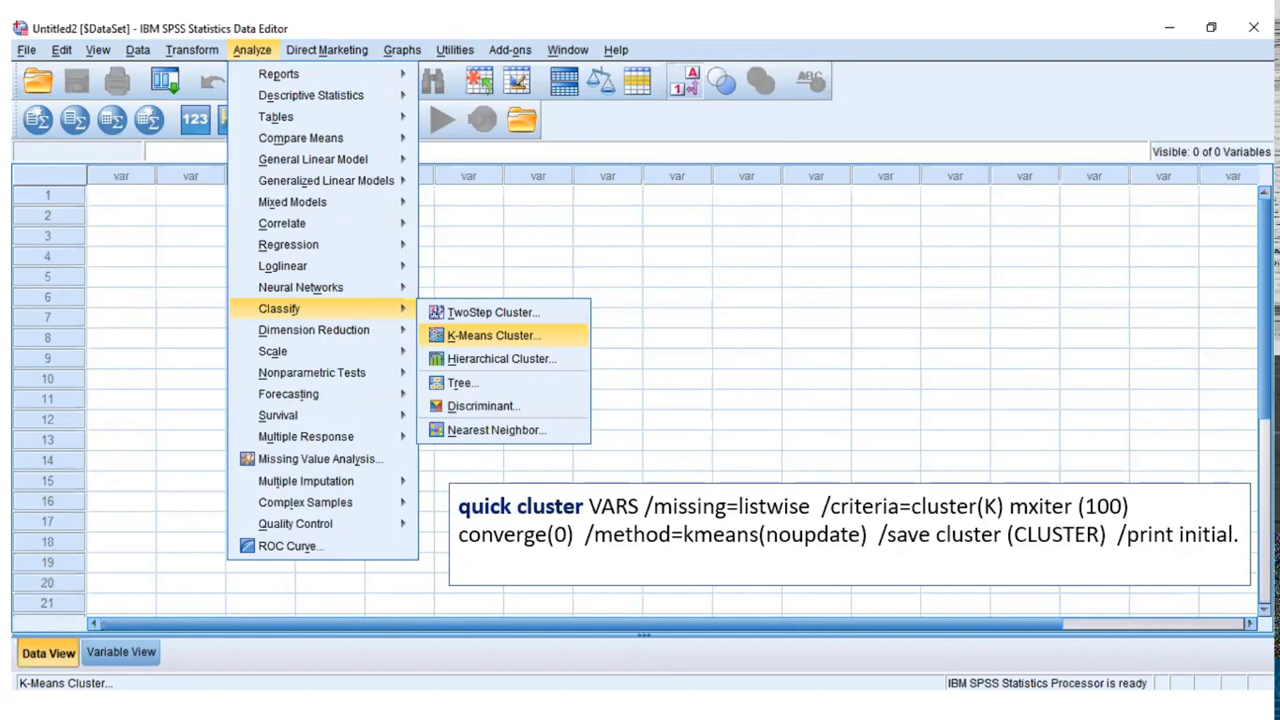 Untitled2 [$DataSet] - IBM SPSS Statistics Data Editor
File Edit View Data Transform Analyze Direct Marketing Graphs Utilities Add-ons Window Help
A
1
ABC
123
Visible: 0 of 0 Variables
var var var var var var var var var var var var var var
Reports
Descriptive Statistics
Tables
Compare Means
General Linear Model
Generalized Linear Models
Mixed Models
Correlate
Regression
Loglinear
Neural Networks
Classify
Dimension Reduction
Scale
Nonparametric Tests
Forecasting
Survival
Multiple Response
Missing Value Analysis...
Multiple Imputation
Complex Samples
Quality Control
ROC Curve...
TwoStep Cluster...
K-Means Cluster...
Hierarchical Cluster...
Tree...
Discriminant...
Nearest Neighbor...
1
2
3
4
5
6
7
8
9
10
11
12
13
14
15
16
17
18
19
20
21
quick cluster VARS /missing=listwise /criteria=cluster(K) mxiter (100)
converge(0) /method=kmeans(noupdate) /save cluster (CLUSTER) /print initial.
Data View Variable View
K-Means Cluster... IBM SPSS Statistics Processor is ready